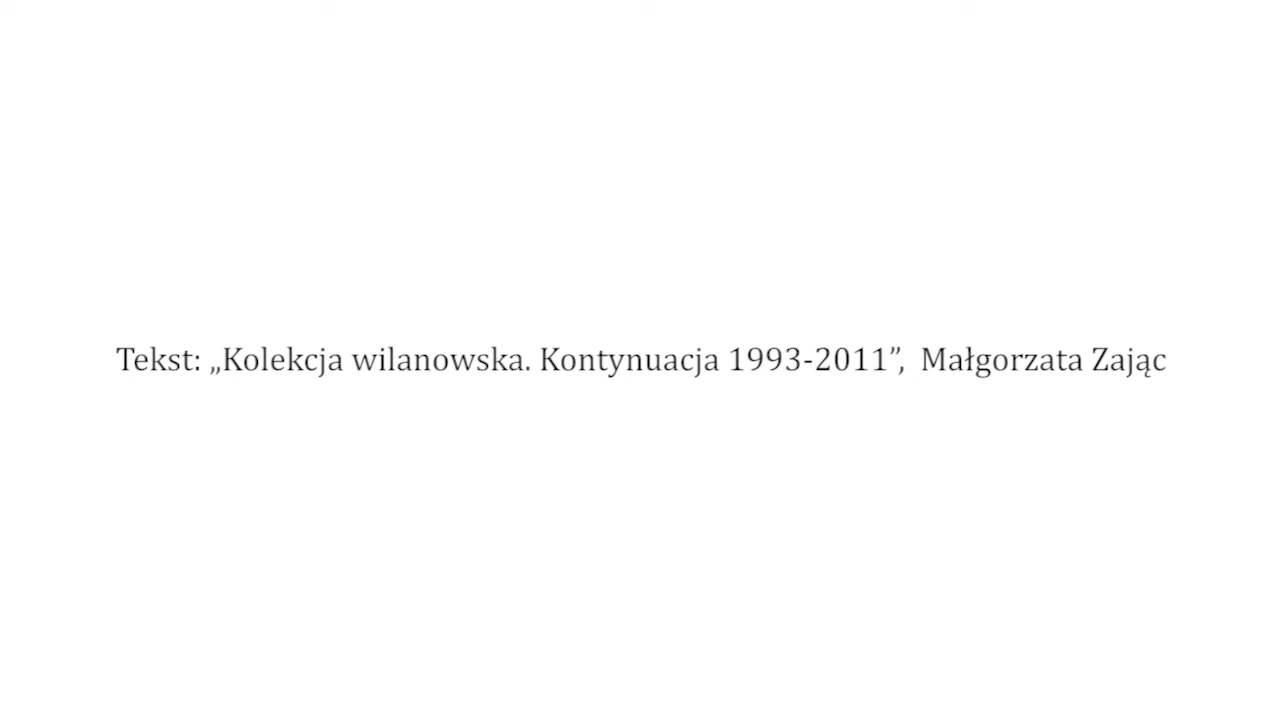 Tekst: „Kolekcja wilanowska. Kontynuacja 1993-2011”,  Małgorzata Zając